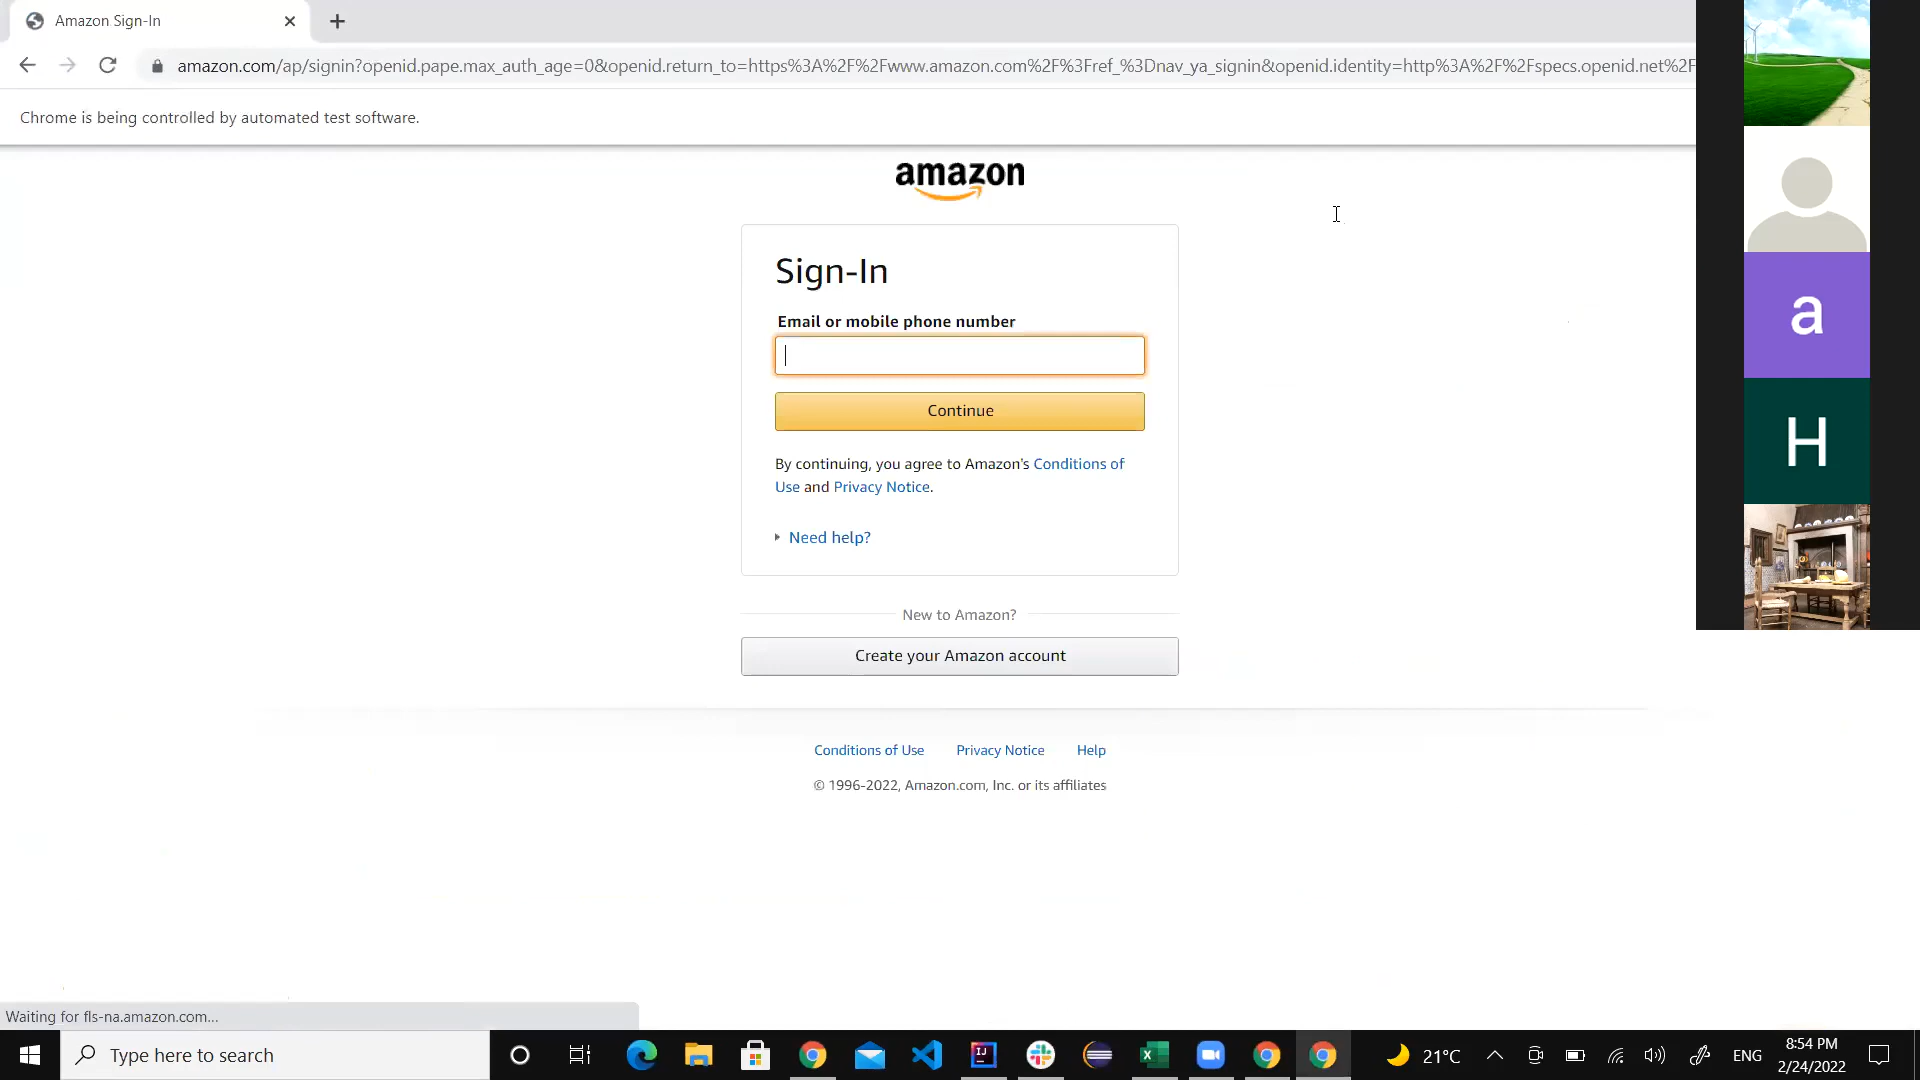 Amazon Sign-In
amazon.com/ap/signin?openid.pape.max_auth_age=0&openid.return_to=https%3A%2F%2Fwww.amazon.com%2F%3Fref_%3Dnav_ya_signin&openid.identity=http%3A%2F%2Fspecs.openid.net%2F
Chrome is being controlled by automated test software.
amazon
Sign-In
Email or mobile phone number
Continue
By continuing, you agree to Amazon's Conditions of
Use and Privacy Notice.
Need help?
New to Amazon?
Create your Amazon account
Conditions of Use Privacy Notice Help
© 1996-2022, Amazon.com, Inc. or its affiliates
a
H
Waiting for fls-na.amazon.com...
Type here to search
IJ
21°C
ENG
8:54 PM
2/24/2022